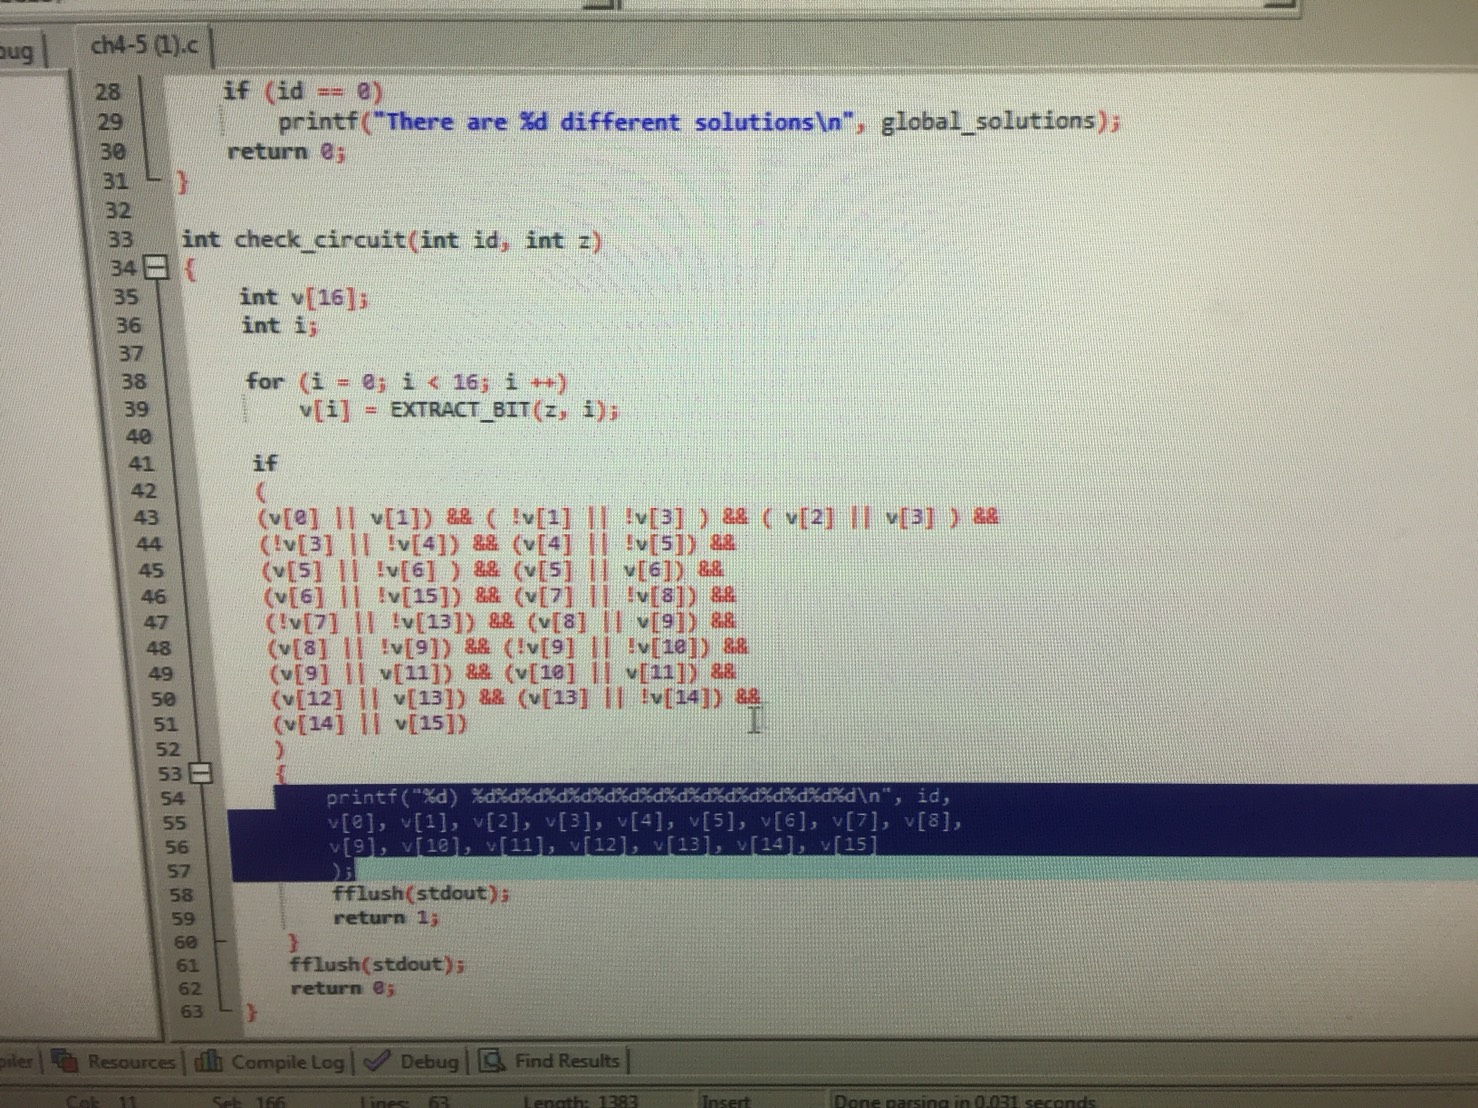 ch4-5 (1).c
28 if (id == 0)
29 printf("There are %d different solutions\n", global_solutions);
30 return 0;
31 }
32
33 int check_circuit(int id, int z)
34 {
35 int v[16];
36 int i;
37
38 for (i = 0; i < 16; i ++)
39 v[i] = EXTRACT_BIT(z, i);
40
41 if
42 (
43 (v[0] || v[1]) && ( !v[1] || !v[3] ) && ( v[2] || v[3] ) &&
44 (!v[3] || !v[4]) && (v[4] || !v[5]) &&
45 (v[5] || !v[6] ) && (v[5] || v[6]) &&
46 (v[6] || !v[15]) && (v[7] || !v[8]) &&
47 (!v[7] || !v[13]) && (v[8] || v[9]) &&
48 (v[8] || !v[9]) && (!v[9] || !v[10]) &&
49 (v[9] || v[11]) && (v[10] || v[11]) &&
50 (v[12] || v[13]) && (v[13] || !v[14]) &&
51 (v[14] || v[15])
52 )
53 {
54 printf("%d) %d%d%d%d%d%d%d%d%d%d%d%d%d%d%d%d\n", id,
55 v[0], v[1], v[2], v[3], v[4], v[5], v[6], v[7], v[8],
56 v[9], v[10], v[11], v[12], v[13], v[14], v[15]
57 );
58 fflush(stdout);
59 return 1;
60 }
61 fflush(stdout);
62 return 0;
63 }
Resources Compile Log Debug Find Results
Col: 11 Sel: 166 Lines: 63 Length: 1383 Insert Done parsing in 0.031 seconds